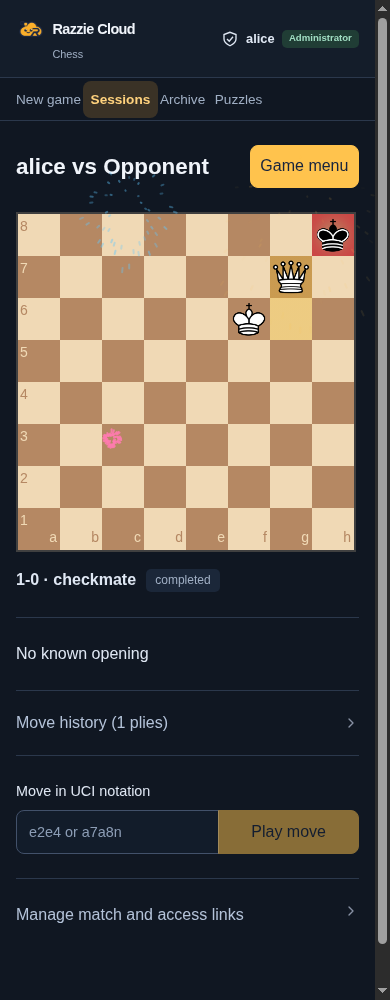 Razzie Cloud
Chess
alice Administrator
New game Sessions Archive Puzzles
alice vs Opponent
Game menu
8
7
6
5
4
3
2
1
a b c d e f g h
1-0 · checkmate completed
No known opening
Move history (1 plies)
Move in UCI notation
e2e4 or a7a8n Play move
Manage match and access links